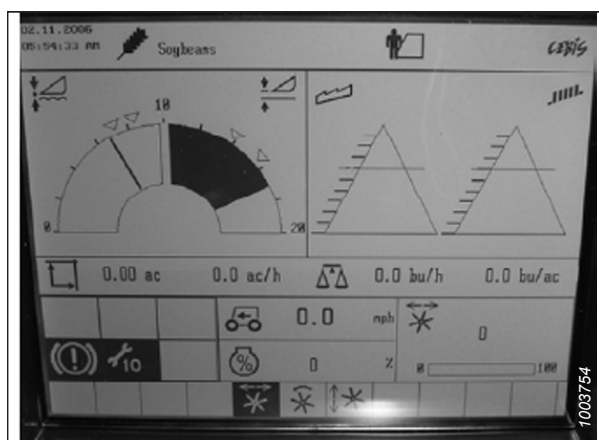 02.11.2006
05:54:33 AM
Soybeans
CEBIS
10
0
20
0.00 ac
0.0 ac/h
0.0 bu/h
0.0 bu/ac
0.0 mph
0
10
0 %
0
100
1003754